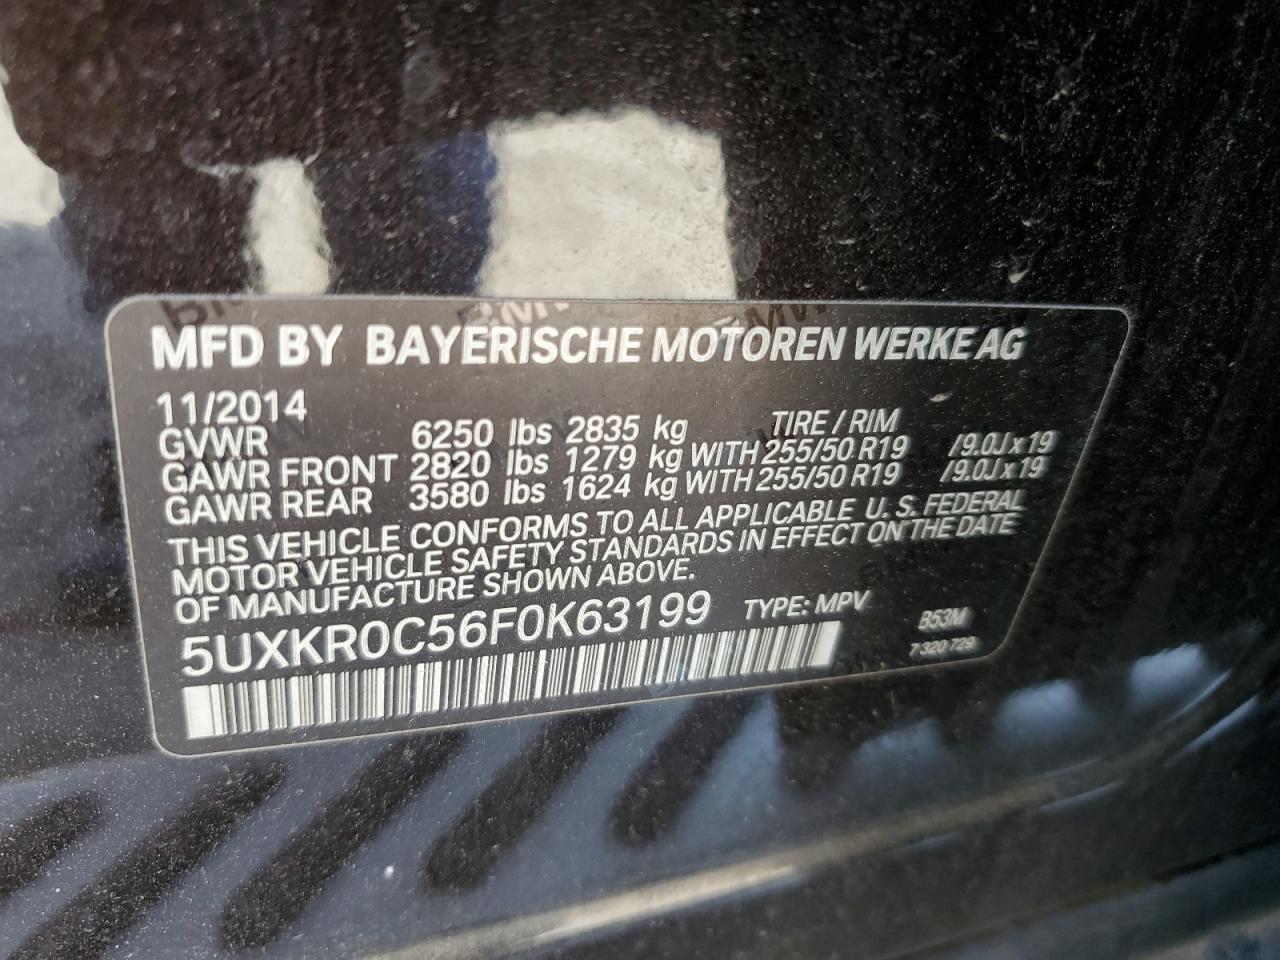 MFD BY BAYERISCHE MOTOREN WERKE AG
11/2014
GVWR 6250 lbs 2835 kg TIRE / RIM
GAWR FRONT 2820 lbs 1279 kg WITH 255/50 R19 /9.0J x 19
GAWR REAR 3580 lbs 1624 kg WITH 255/50 R19 /9.0J x 19
THIS VEHICLE CONFORMS TO ALL APPLICABLE U. S. FEDERAL
MOTOR VEHICLE SAFETY STANDARDS IN EFFECT ON THE DATE
OF MANUFACTURE SHOWN ABOVE.
5UXKR0C56F0K63199 TYPE: MPV B53M
7320729